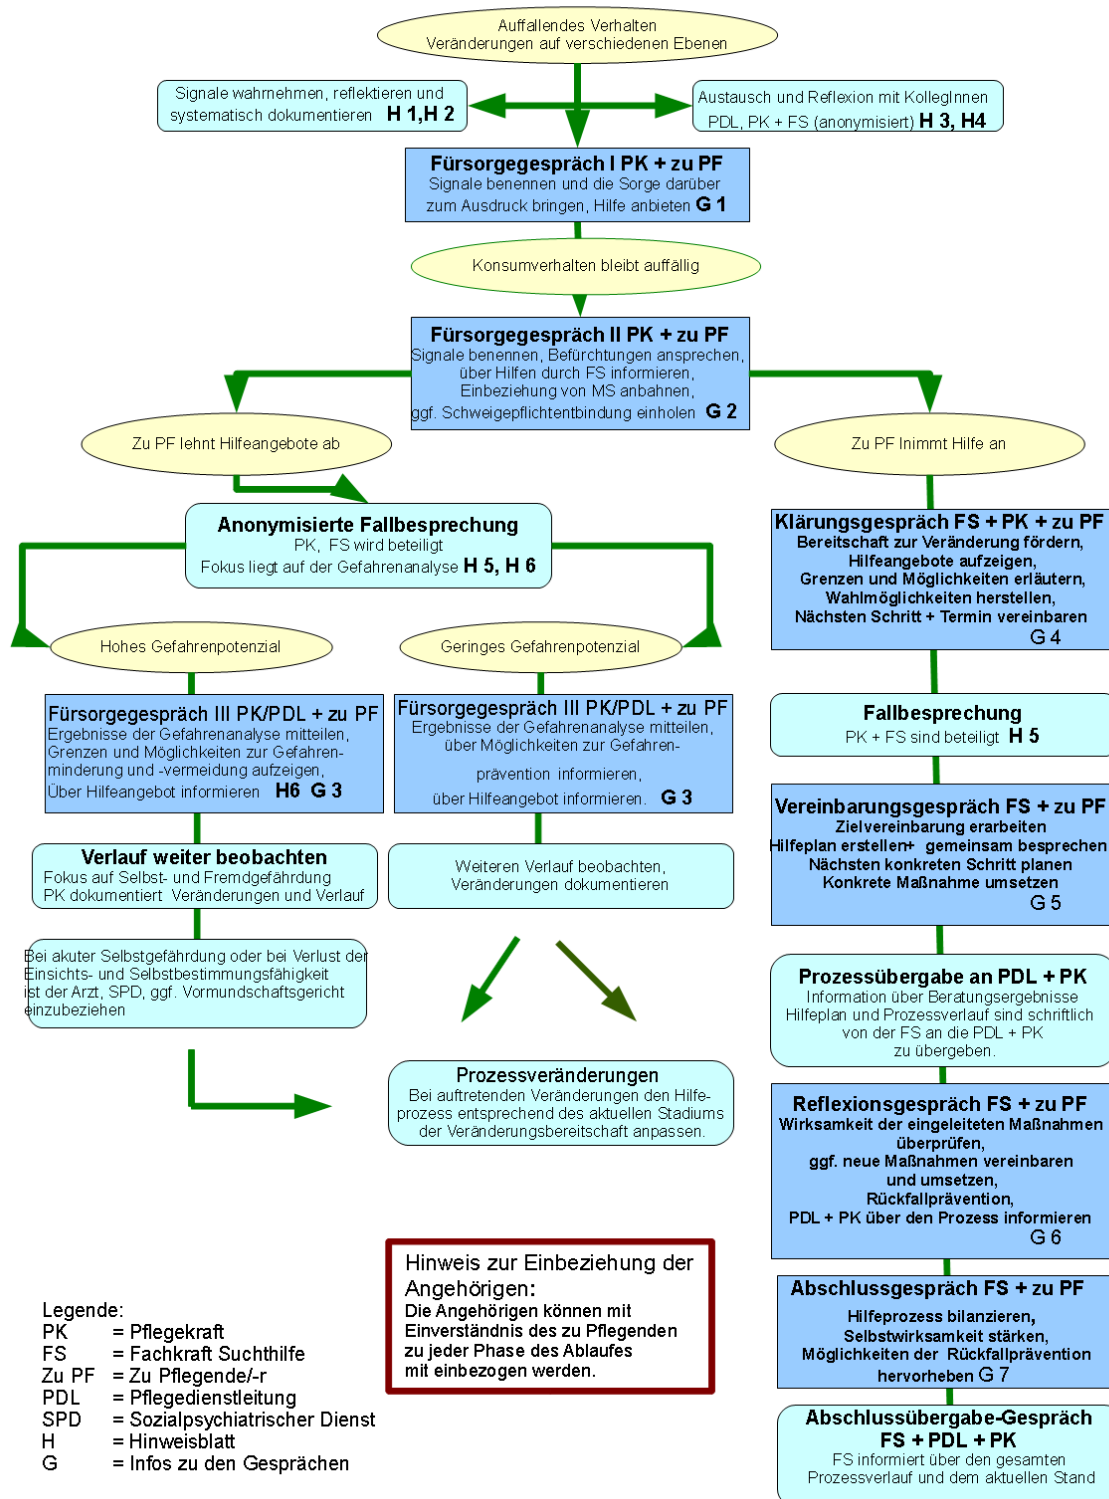 Auffallendes Verhalten
Veränderungen auf verschiedenen Ebenen
Signale wahrnehmen, reflektieren und
systematisch dokumentieren H 1,H 2
Austausch und Reflexion mit KollegInnen
PDL, PK + FS (anonymisiert) H 3, H4
Fürsorgegespräch I PK + zu PF
Signale benennen und die Sorge darüber
zum Ausdruck bringen, Hilfe anbieten G 1
Konsumverhalten bleibt auffällig
Fürsorgegespräch II PK + zu PF
Signale benennen, Befürchtungen ansprechen,
über Hilfen durch FS informieren,
Einbeziehung von MS anbahnen,
ggf. Schweigepflichtentbindung einholen G 2
Zu PF lehnt Hilfeangebote ab
Zu PF Inimmt Hilfe an
Anonymisierte Fallbesprechung
PK, FS wird beteiligt
Fokus liegt auf der Gefahrenanalyse H 5, H 6
Hohes Gefahrenpotenzial
Geringes Gefahrenpotenzial
Fürsorgegespräch III PK/PDL + zu PF
Ergebnisse der Gefahrenanalyse mitteilen,
Grenzen und Möglichkeiten zur Gefahren-
minderung und -vermeidung aufzeigen,
Über Hilfeangebot informieren H6 G 3
Fürsorgegespräch III PK/PDL + zu PF
Ergebnisse der Gefahrenanalyse mitteilen,
über Möglichkeiten zur Gefahren-
prävention informieren,
über Hilfeangebot informieren. G 3
Verlauf weiter beobachten
Fokus auf Selbst- und Fremdgefährdung
PK dokumentiert Veränderungen und Verlauf
Weiteren Verlauf beobachten,
Veränderungen dokumentieren
Bei akuter Selbstgefährdung oder bei Verlust der
Einsichts- und Selbstbestimmungsfähigkeit
ist der Arzt, SPD, ggf. Vormundschaftsgericht
einzubeziehen
Prozessveränderungen
Bei auftretenden Veränderungen den Hilfe-
prozess entsprechend des aktuellen Stadiums
der Veränderungsbereitschaft anpassen.
Klärungsgespräch FS + PK + zu PF
Bereitschaft zur Veränderung fördern,
Hilfeangebote aufzeigen,
Grenzen und Möglichkeiten erläutern,
Wahlmöglichkeiten herstellen,
Nächsten Schritt + Termin vereinbaren
G 4
Fallbesprechung
PK + FS sind beteiligt H 5
Vereinbarungsgespräch FS + zu PF
Zielvereinbarung erarbeiten
Hilfeplan erstellen+ gemeinsam besprechen
Nächsten konkreten Schritt planen
Konkrete Maßnahme umsetzen
G 5
Prozessübergabe an PDL + PK
Information über Beratungsergebnisse
Hilfeplan und Prozessverlauf sind schriftlich
von der FS an die PDL + PK
zu übergeben.
Reflexionsgespräch FS + zu PF
Wirksamkeit der eingeleiteten Maßnahmen
überprüfen,
ggf. neue Maßnahmen vereinbaren
und umsetzen,
Rückfallprävention,
PDL + PK über den Prozess informieren
G 6
Abschlussgespräch FS + zu PF
Hilfeprozess bilanzieren,
Selbstwirksamkeit stärken,
Möglichkeiten der Rückfallprävention
hervorheben G 7
Abschlussübergabe-Gespräch
FS + PDL + PK
FS informiert über den gesamten
Prozessverlauf und dem aktuellen Stand
Hinweis zur Einbeziehung der
Angehörigen:
Die Angehörigen können mit
Einverständnis des zu Pflegenden
zu jeder Phase des Ablaufes
mit einbezogen werden.
Legende:
PK = Pflegekraft
FS = Fachkraft Suchthilfe
Zu PF = Zu Pflegende/-r
PDL = Pflegedienstleitung
SPD = Sozialpsychiatrischer Dienst
H = Hinweisblatt
G = Infos zu den Gesprächen